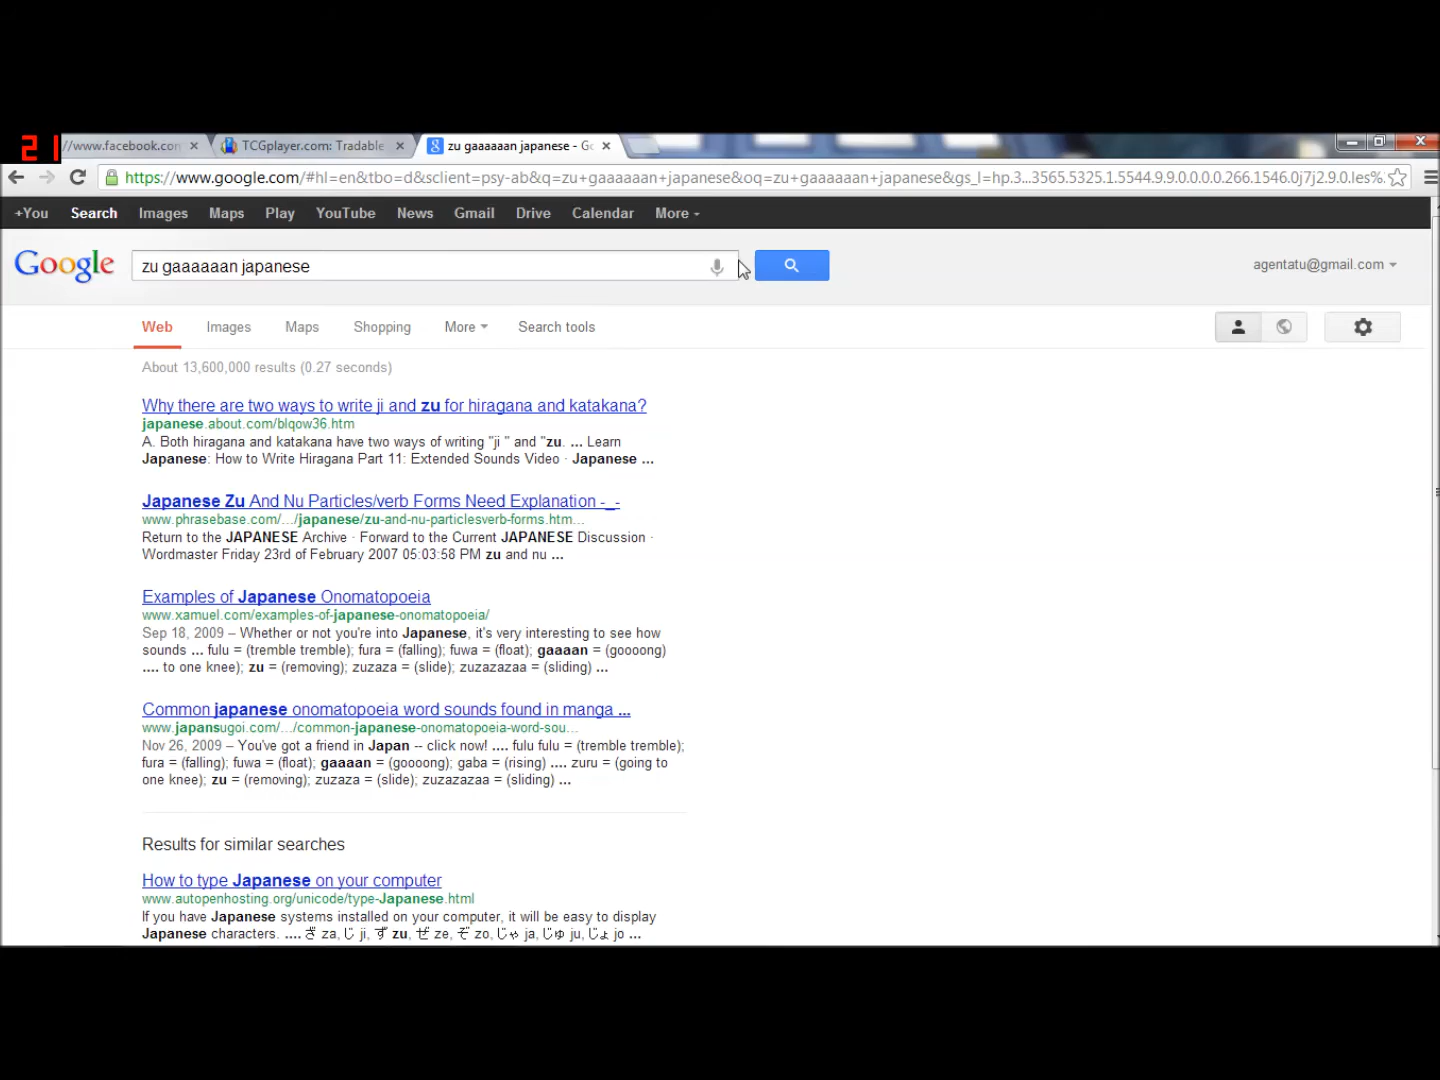 21
//www.facebook.con
TCGplayer.com: Tradable
zu gaaaaaan japanese - Go
https://www.google.com/#hl=en&tbo=d&sclient=psy-ab&q=zu+gaaaaaan+japanese&oq=zu+gaaaaaan+japanese&gs_l=hp.3...3565.5325.1.5544.9.9.0.0.0.0.266.1546.0j7j2.9.0.les%
+You Search Images Maps Play YouTube News Gmail Drive Calendar More
Google
zu gaaaaaan japanese
agentatu@gmail.com
Web Images Maps Shopping More Search tools
About 13,600,000 results (0.27 seconds)
Why there are two ways to write ji and zu for hiragana and katakana?
japanese.about.com/blqow36.htm
A. Both hiragana and katakana have two ways of writing "ji " and "zu. ... Learn
Japanese: How to Write Hiragana Part 11: Extended Sounds Video · Japanese ...
Japanese Zu And Nu Particles/verb Forms Need Explanation -_-
www.phrasebase.com/.../japanese/zu-and-nu-particlesverb-forms.htm...
Return to the JAPANESE Archive · Forward to the Current JAPANESE Discussion ·
Wordmaster Friday 23rd of February 2007 05:03:58 PM zu and nu ...
Examples of Japanese Onomatopoeia
www.xamuel.com/examples-of-japanese-onomatopoeia/
Sep 18, 2009 – Whether or not you're into Japanese, it's very interesting to see how
sounds ... fulu = (tremble tremble); fura = (falling); fuwa = (float); gaaaan = (goooong)
.... to one knee); zu = (removing); zuzaza = (slide); zuzazazaa = (sliding) ...
Common japanese onomatopoeia word sounds found in manga ...
www.japansugoi.com/.../common-japanese-onomatopoeia-word-sou...
Nov 26, 2009 – You've got a friend in Japan -- click now! .... fulu fulu = (tremble tremble);
fura = (falling); fuwa = (float); gaaaan = (goooong); gaba = (rising) .... zuru = (going to
one knee); zu = (removing); zuzaza = (slide); zuzazazaa = (sliding) ...
Results for similar searches
How to type Japanese on your computer
www.autopenhosting.org/unicode/type-Japanese.html
If you have Japanese systems installed on your computer, it will be easy to display
Japanese characters. .... ざ za, じ ji, ず zu, ぜ ze, ぞ zo, じゃ ja, じゅ ju, じょ jo ...